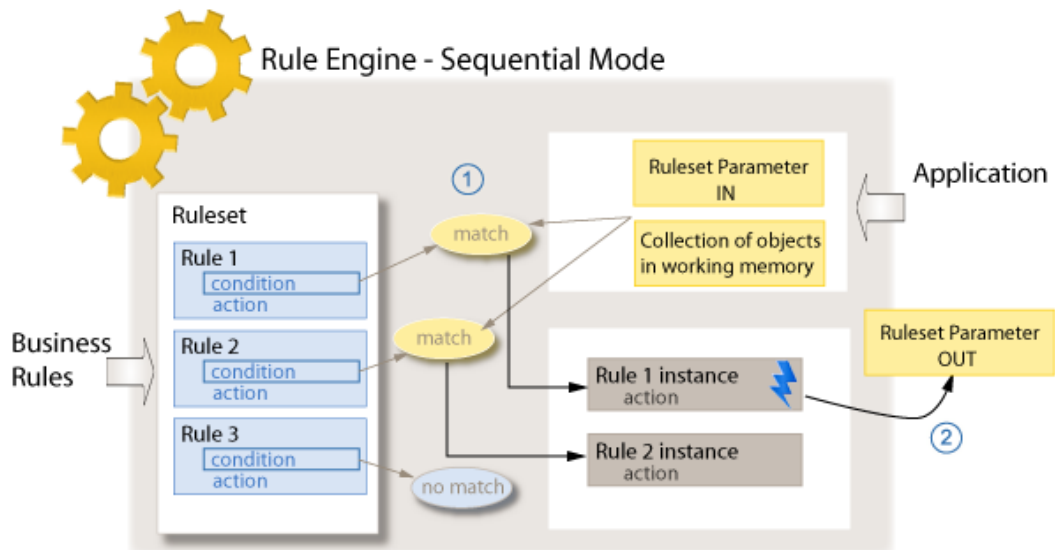 Rule Engine - Sequential Mode
Business
Rules
Ruleset
Rule 1
condition
action
Rule 2
condition
action
Rule 3
condition
action
1
match
match
no match
Ruleset Parameter
IN
Collection of objects
in working memory
Application
Rule 1 instance
action
Rule 2 instance
action
Ruleset Parameter
OUT
2